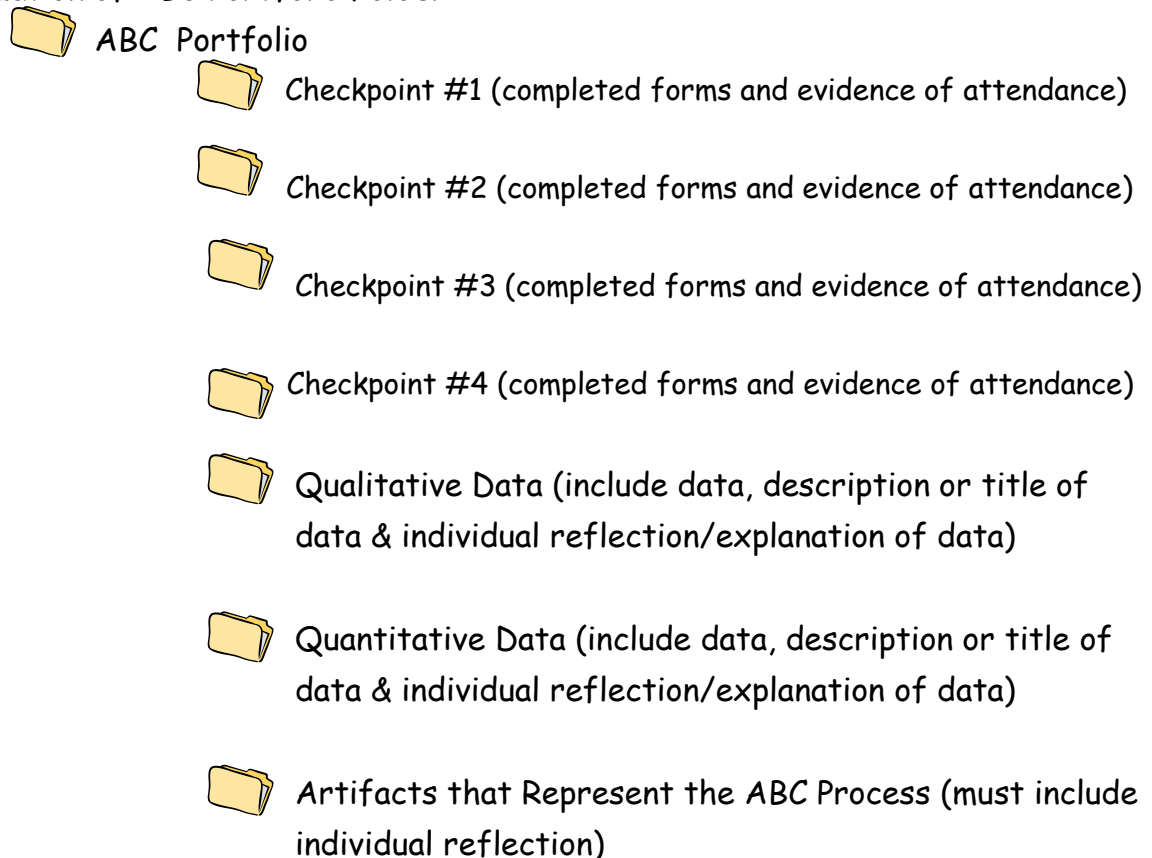 ABC Portfolio
Checkpoint #1 (completed forms and evidence of attendance)
Checkpoint #2 (completed forms and evidence of attendance)
Checkpoint #3 (completed forms and evidence of attendance)
Checkpoint #4 (completed forms and evidence of attendance)
Qualitative Data (include data, description or title of
data & individual reflection/explanation of data)
Quantitative Data (include data, description or title of
data & individual reflection/explanation of data)
Artifacts that Represent the ABC Process (must include
individual reflection)